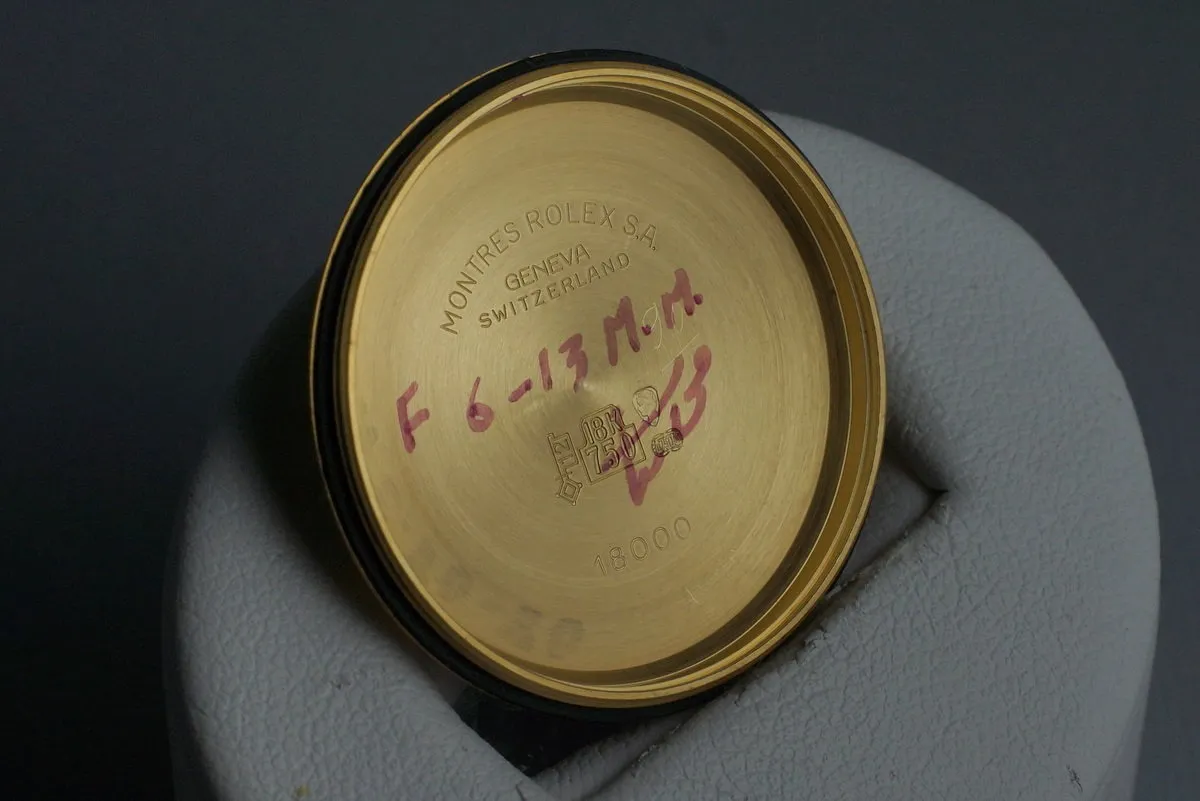 MONTRES ROLEX S.A.
GENEVA
SWITZERLAND
F 6-13 M.M.
18K
750
18000